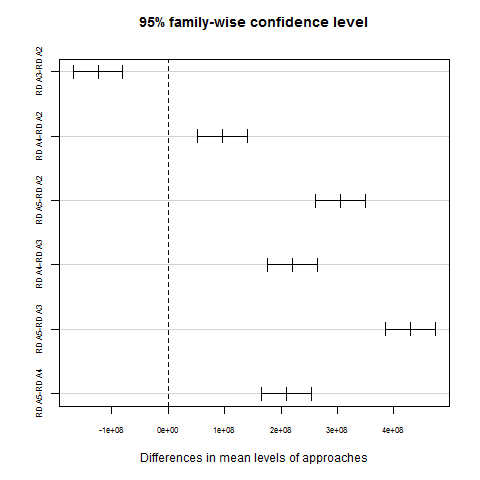 95% family-wise confidence level
RD A3-RD A2
RD A4-RD A2
RD A5-RD A2
RD A4-RD A3
RD A5-RD A3
RD A5-RD A4
-1e+08 0e+00 1e+08 2e+08 3e+08 4e+08
Differences in mean levels of approaches